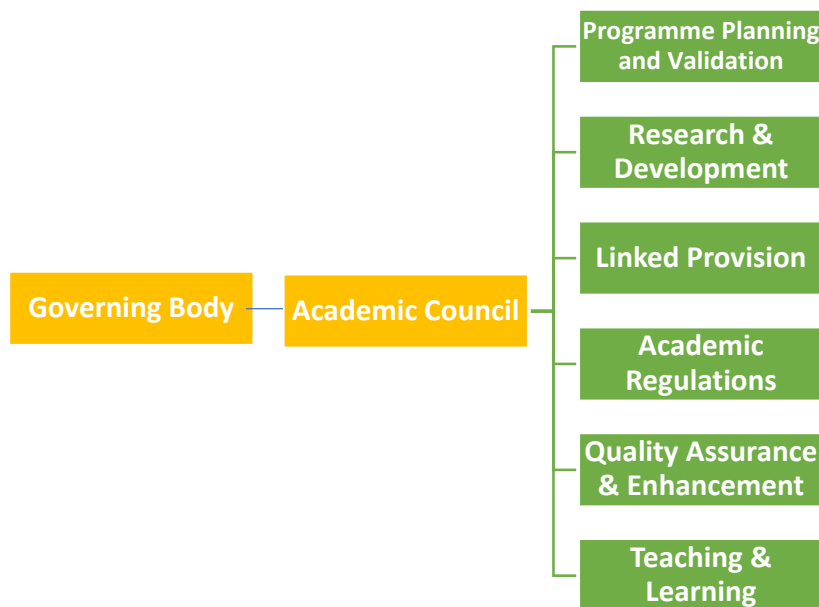 Governing Body
Academic Council
Programme Planning
and Validation
Research &
Development
Linked Provision
Academic
Regulations
Quality Assurance
& Enhancement
Teaching &
Learning